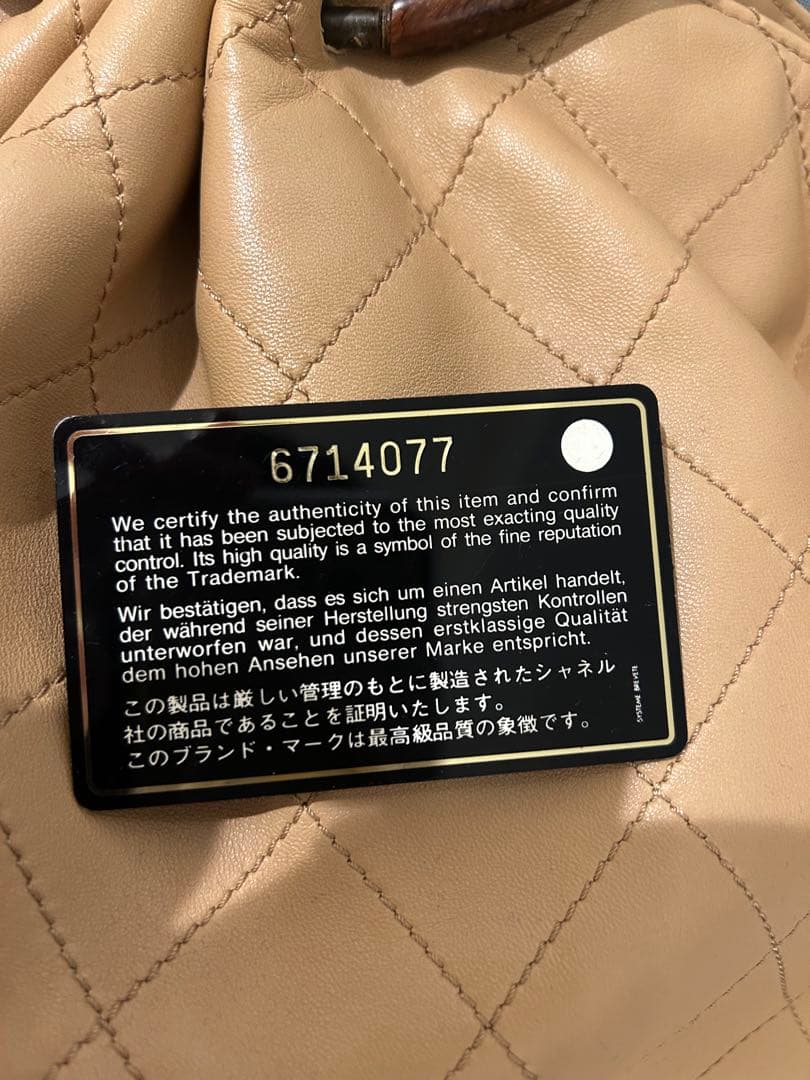 6714077
We certify the authenticity of this item and confirm
that it has been subjected to the most exacting quality
control. Its high quality is a symbol of the fine reputation
of the Trademark.
Wir bestätigen, dass es sich um einen Artikel handelt,
der während seiner Herstellung strengsten Kontrollen
unterworfen war, und dessen erstklassige Qualität
dem hohen Ansehen unserer Marke entspricht.
この製品は厳しい管理のもとに製造されたシャネル
社の商品であることを証明いたします。
このブランド・マークは最高級品質の象徴です。
SYSTEME BREVETE